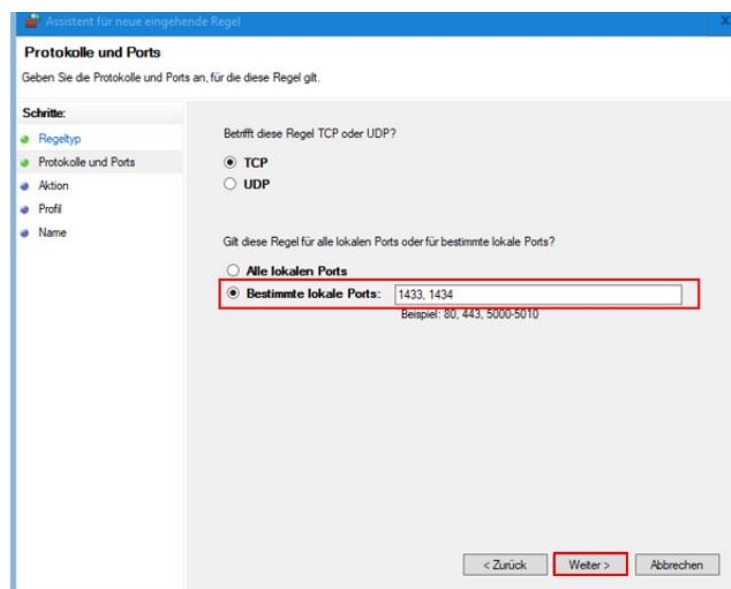 Assistent für neue eingehende Regel
Protokolle und Ports
Geben Sie die Protokolle und Ports an, für die diese Regel gilt.
Schritte:
Regeltyp
Protokolle und Ports
Aktion
Profil
Name
Betrifft diese Regel TCP oder UDP?
TCP
UDP
Gilt diese Regel für alle lokalen Ports oder für bestimmte lokale Ports?
Alle lokalen Ports
Bestimmte lokale Ports: 1433, 1434
Beispiel: 80, 443, 5000-5010
< Zurück Weiter > Abbrechen